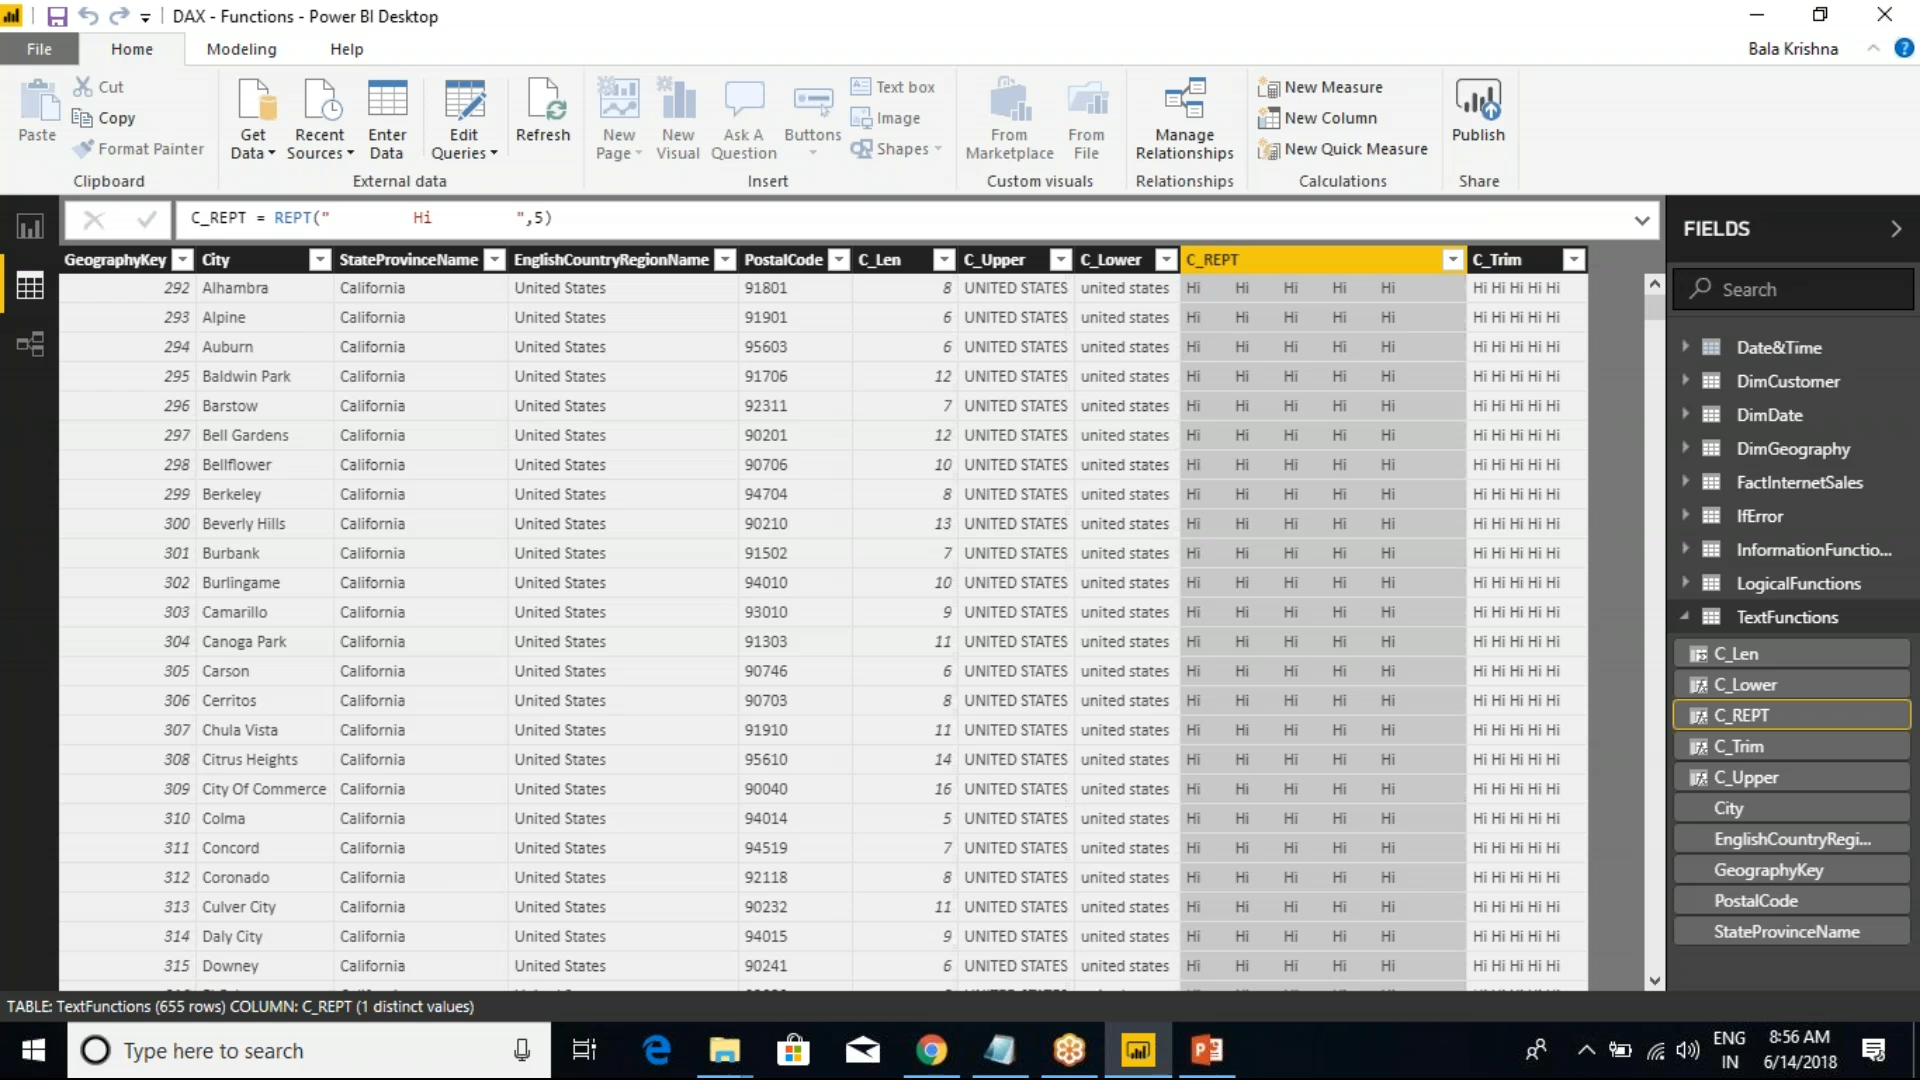 DAX - Functions - Power BI Desktop
File Home Modeling Help Bala Krishna
Paste Cut Copy Format Painter
Clipboard
Get Data Recent Sources Enter Data Edit Queries Refresh
External data
New Page New Visual Ask A Question Buttons Text box Image Shapes
Insert
From Marketplace From File
Custom visuals
Manage Relationships
Relationships
New Measure
New Column
New Quick Measure
Calculations
Publish
Share
C_REPT = REPT(" Hi ",5)
GeographyKey City StateProvinceName EnglishCountryRegionName PostalCode C_Len C_Upper C_Lower C_REPT C_Trim
292 Alhambra California United States 91801 8 UNITED STATES united states Hi Hi Hi Hi Hi Hi Hi Hi Hi Hi
293 Alpine California United States 91901 6 UNITED STATES united states Hi Hi Hi Hi Hi Hi Hi Hi Hi Hi
294 Auburn California United States 95603 6 UNITED STATES united states Hi Hi Hi Hi Hi Hi Hi Hi Hi Hi
295 Baldwin Park California United States 91706 12 UNITED STATES united states Hi Hi Hi Hi Hi Hi Hi Hi Hi Hi
296 Barstow California United States 92311 7 UNITED STATES united states Hi Hi Hi Hi Hi Hi Hi Hi Hi Hi
297 Bell Gardens California United States 90201 12 UNITED STATES united states Hi Hi Hi Hi Hi Hi Hi Hi Hi Hi
298 Bellflower California United States 90706 10 UNITED STATES united states Hi Hi Hi Hi Hi Hi Hi Hi Hi Hi
299 Berkeley California United States 94704 8 UNITED STATES united states Hi Hi Hi Hi Hi Hi Hi Hi Hi Hi
300 Beverly Hills California United States 90210 13 UNITED STATES united states Hi Hi Hi Hi Hi Hi Hi Hi Hi Hi
301 Burbank California United States 91502 7 UNITED STATES united states Hi Hi Hi Hi Hi Hi Hi Hi Hi Hi
302 Burlingame California United States 94010 10 UNITED STATES united states Hi Hi Hi Hi Hi Hi Hi Hi Hi Hi
303 Camarillo California United States 93010 9 UNITED STATES united states Hi Hi Hi Hi Hi Hi Hi Hi Hi Hi
304 Canoga Park California United States 91303 11 UNITED STATES united states Hi Hi Hi Hi Hi Hi Hi Hi Hi Hi
305 Carson California United States 90746 6 UNITED STATES united states Hi Hi Hi Hi Hi Hi Hi Hi Hi Hi
306 Cerritos California United States 90703 8 UNITED STATES united states Hi Hi Hi Hi Hi Hi Hi Hi Hi Hi
307 Chula Vista California United States 91910 11 UNITED STATES united states Hi Hi Hi Hi Hi Hi Hi Hi Hi Hi
308 Citrus Heights California United States 95610 14 UNITED STATES united states Hi Hi Hi Hi Hi Hi Hi Hi Hi Hi
309 City Of Commerce California United States 90040 16 UNITED STATES united states Hi Hi Hi Hi Hi Hi Hi Hi Hi Hi
310 Colma California United States 94014 5 UNITED STATES united states Hi Hi Hi Hi Hi Hi Hi Hi Hi Hi
311 Concord California United States 94519 7 UNITED STATES united states Hi Hi Hi Hi Hi Hi Hi Hi Hi Hi
312 Coronado California United States 92118 8 UNITED STATES united states Hi Hi Hi Hi Hi Hi Hi Hi Hi Hi
313 Culver City California United States 90232 11 UNITED STATES united states Hi Hi Hi Hi Hi Hi Hi Hi Hi Hi
314 Daly City California United States 94015 9 UNITED STATES united states Hi Hi Hi Hi Hi Hi Hi Hi Hi Hi
315 Downey California United States 90241 6 UNITED STATES united states Hi Hi Hi Hi Hi Hi Hi Hi Hi Hi
FIELDS
Search
Date&Time
DimCustomer
DimDate
DimGeography
FactInternetSales
IfError
InformationFunctio...
LogicalFunctions
TextFunctions
C_Len
C_Lower
C_REPT
C_Trim
C_Upper
City
EnglishCountryRegi...
GeographyKey
PostalCode
StateProvinceName
TABLE: TextFunctions (655 rows) COLUMN: C_REPT (1 distinct values)
Type here to search
ENG IN
8:56 AM
6/14/2018